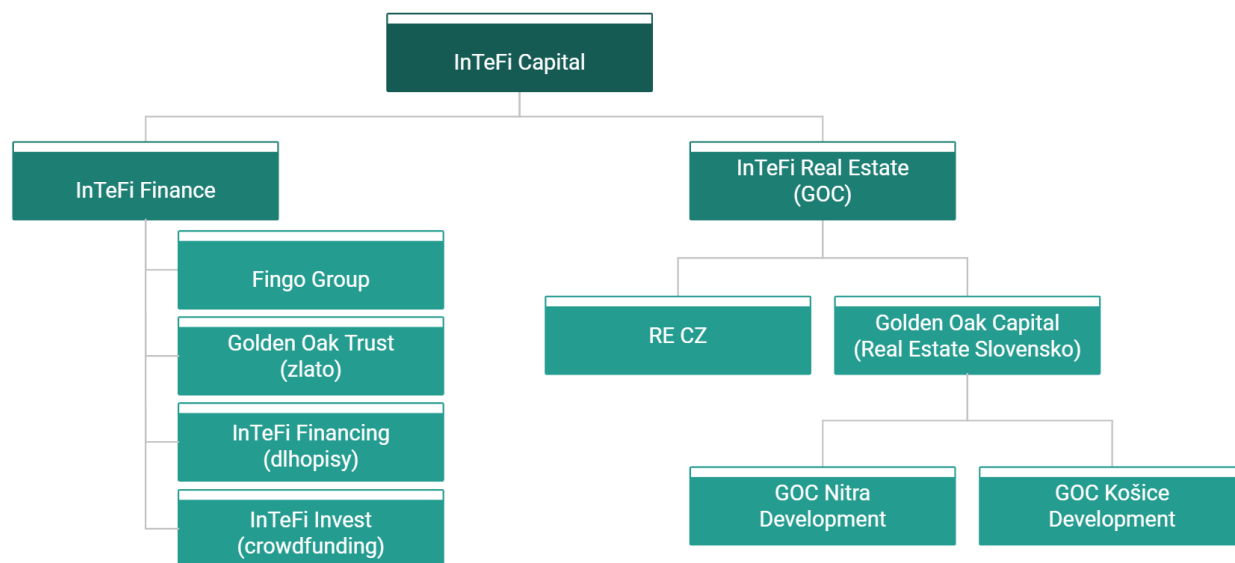 InTeFi Capital
InTeFi Finance
InTeFi Real Estate
(GOC)
Fingo Group
Golden Oak Trust
(zlato)
InTeFi Financing
(dlhopisy)
InTeFi Invest
(crowdfunding)
RE CZ
Golden Oak Capital
(Real Estate Slovensko)
GOC Nitra
Development
GOC Košice
Development